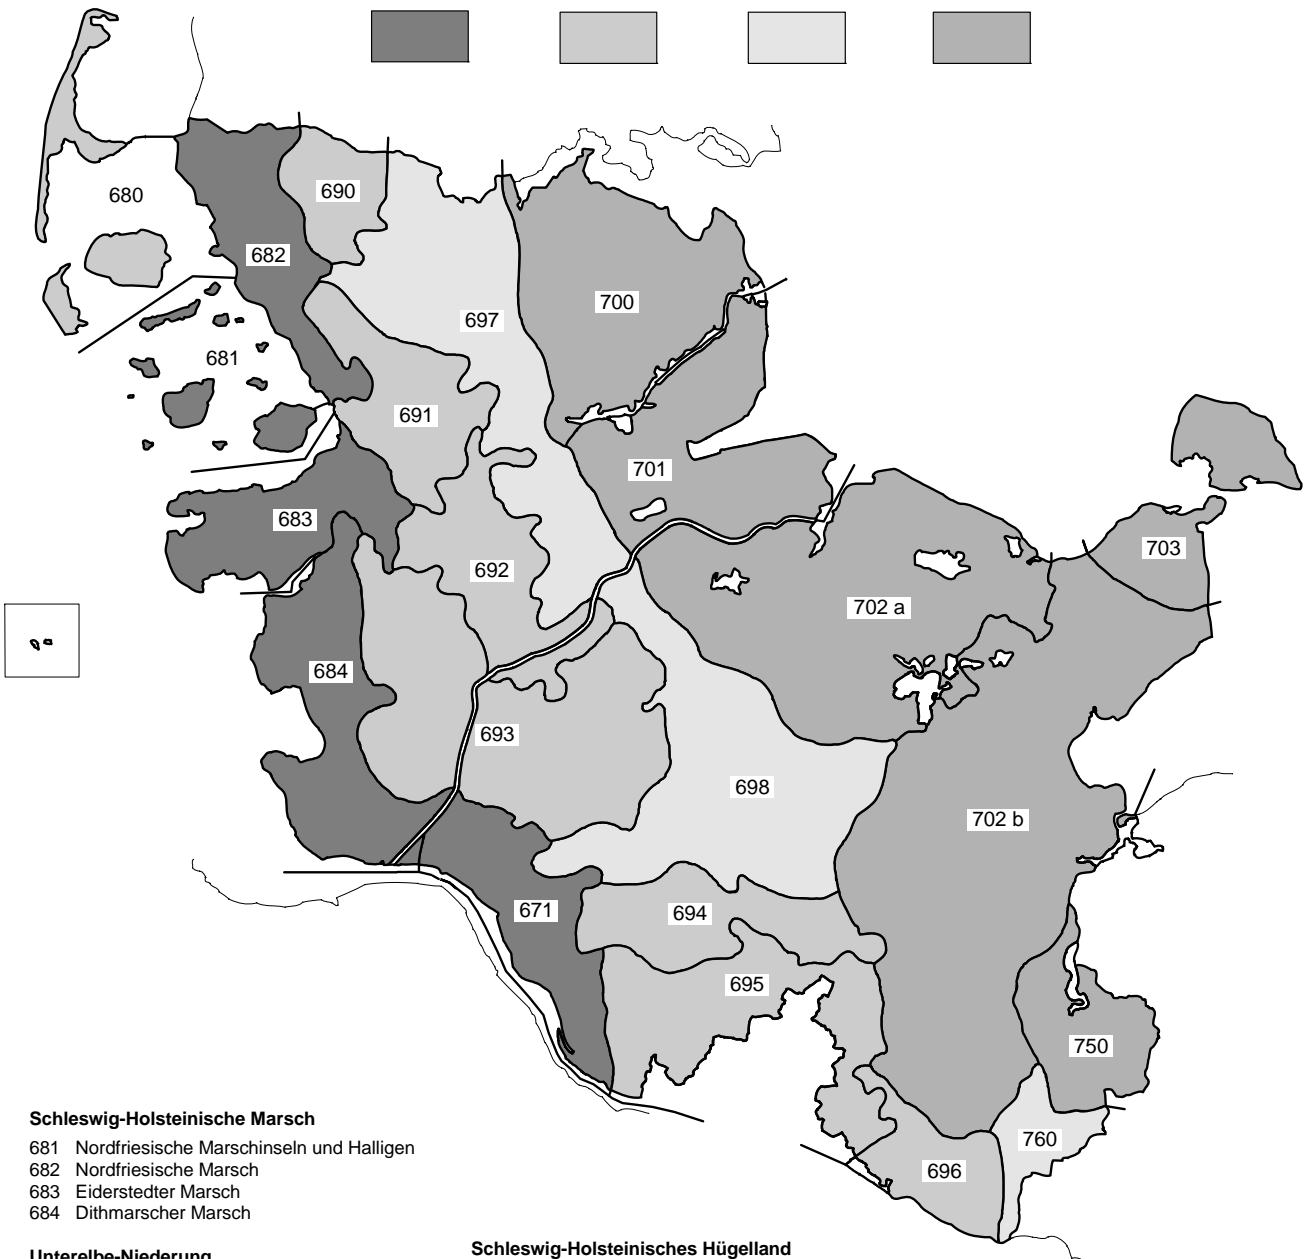 680
690
682
700
697
681
691
701
683
703
692
702 a
684
693
698
702 b
671
694
695
750
760
696
Schleswig-Holsteinische Marsch
681 Nordfriesische Marschinseln und Halligen
682 Nordfriesische Marsch
683 Eiderstedter Marsch
684 Dithmarscher Marsch
Unterelbe-Niederung
Schleswig-Holsteinisches Hügelland